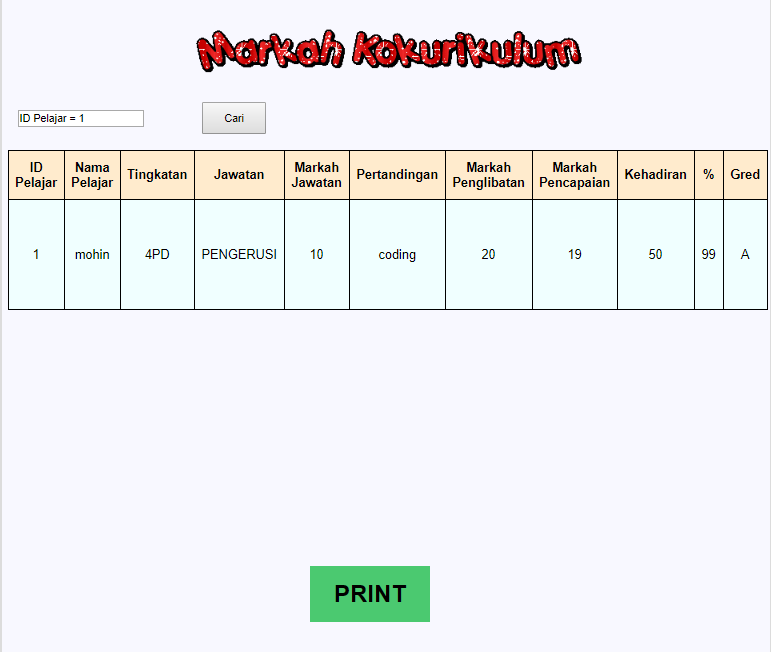 Markah Kokurikulum
ID Pelajar = 1
Cari
ID Pelajar Nama Pelajar Tingkatan Jawatan Markah Jawatan Pertandingan Markah Penglibatan Markah Pencapaian Kehadiran % Gred
1 mohin 4PD PENGERUSI 10 coding 20 19 50 99 A
PRINT